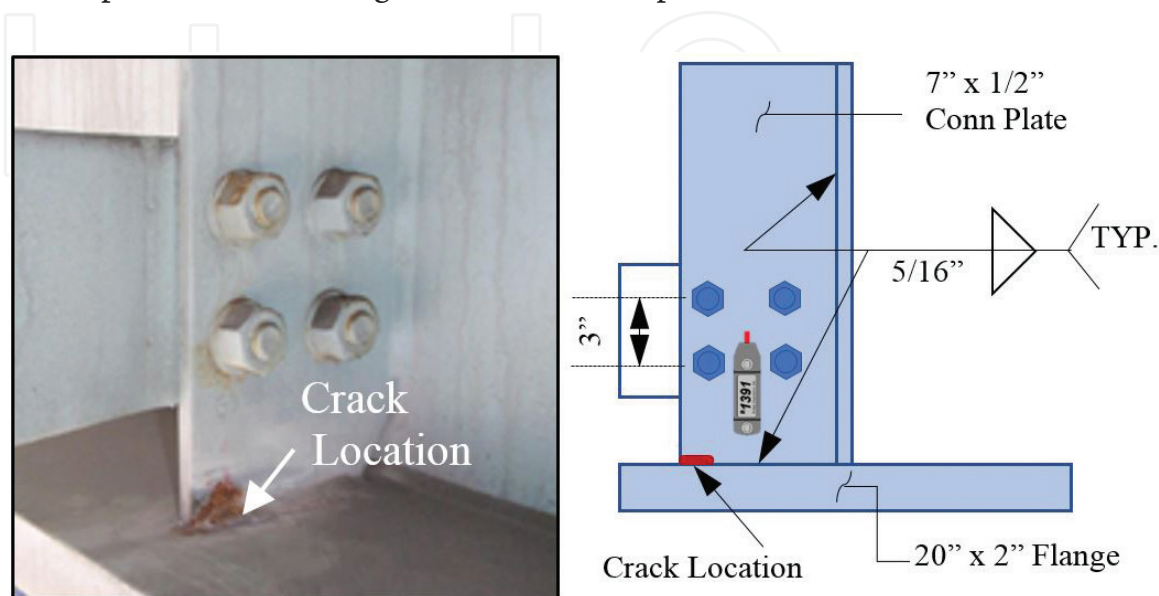 Crack
Location
7” x 1/2”
Conn Plate
TYP.
5/16”
3”
*1391
Crack Location
20” x 2” Flange